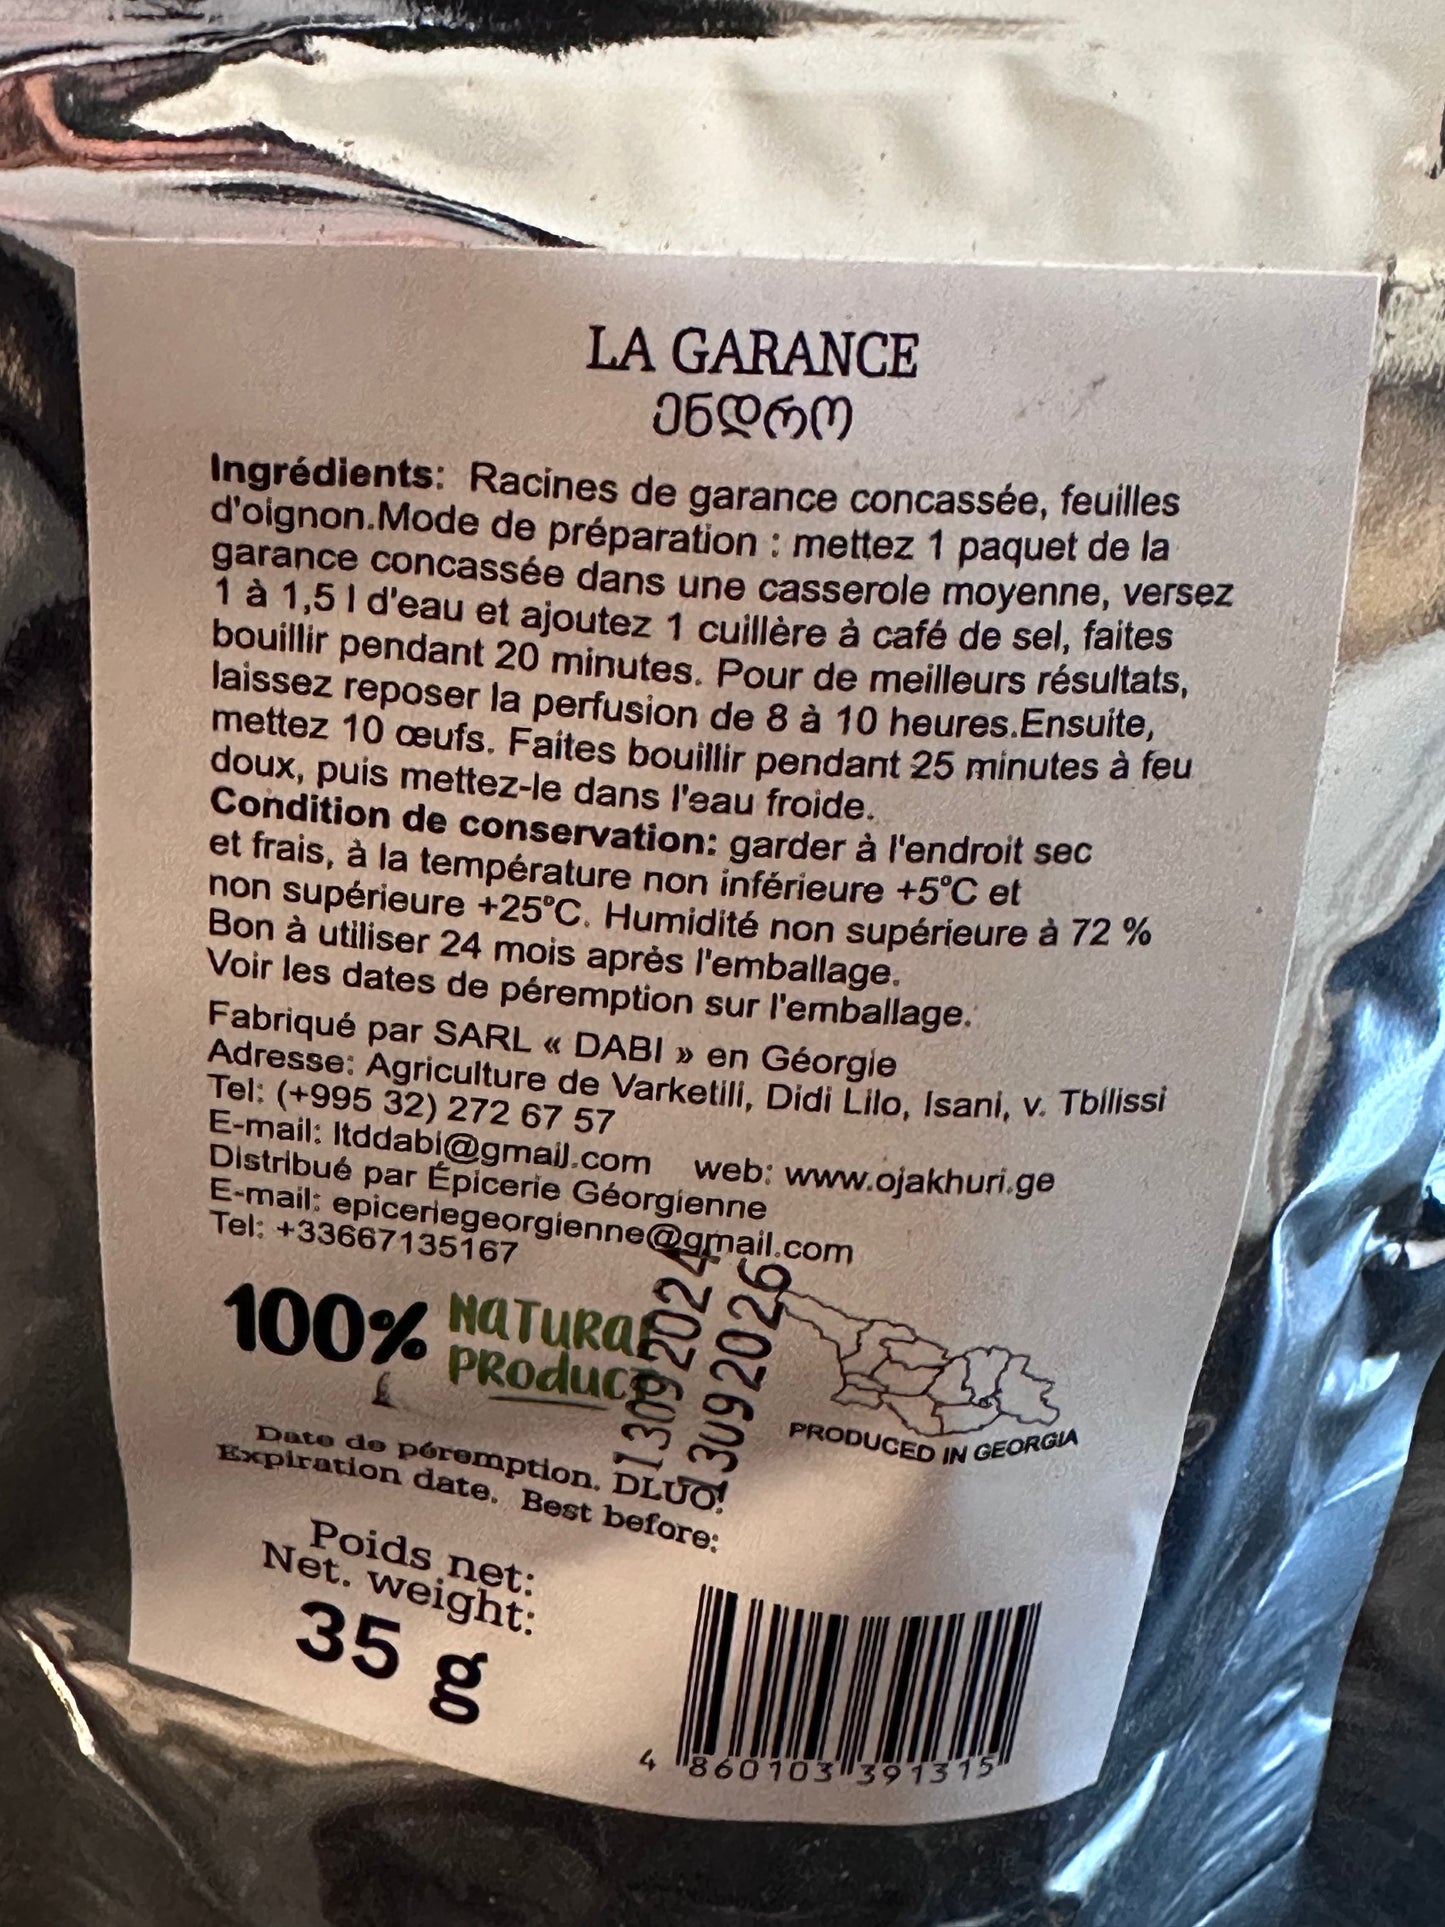 LA GARANCE
ენდრო
Ingrédients: Racines de garance concassée, feuilles
d'oignon.Mode de préparation : mettez 1 paquet de la
garance concassée dans une casserole moyenne, versez
1 à 1,5 l d'eau et ajoutez 1 cuillère à café de sel, faites
bouillir pendant 20 minutes. Pour de meilleurs résultats,
laissez reposer la perfusion de 8 à 10 heures.Ensuite,
mettez 10 œufs. Faites bouillir pendant 25 minutes à feu
doux, puis mettez-le dans l'eau froide.
Condition de conservation: garder à l'endroit sec
et frais, à la température non inférieure +5°C et
non supérieure +25°C. Humidité non supérieure à 72 %
Bon à utiliser 24 mois après l'emballage.
Voir les dates de péremption sur l'emballage.
Fabriqué par SARL « DABI » en Géorgie
Adresse: Agriculture de Varketili, Didi Lilo, Isani, v. Tbilissi
Tel: (+995 32) 272 67 57
E-mail: ltddabi@gmail.com web: www.ojakhuri.ge
Distribué par Épicerie Géorgienne
E-mail: epiceriegeorgienne@gmail.com
Tel: +33667135167
100% NATURAL
PRODUCT
13092024
13092026
PRODUCED IN GEORGIA
Date de péremption. DLUO:
Expiration date. Best before:
Poids net:
Net. weight:
35 g
4 860103 391315